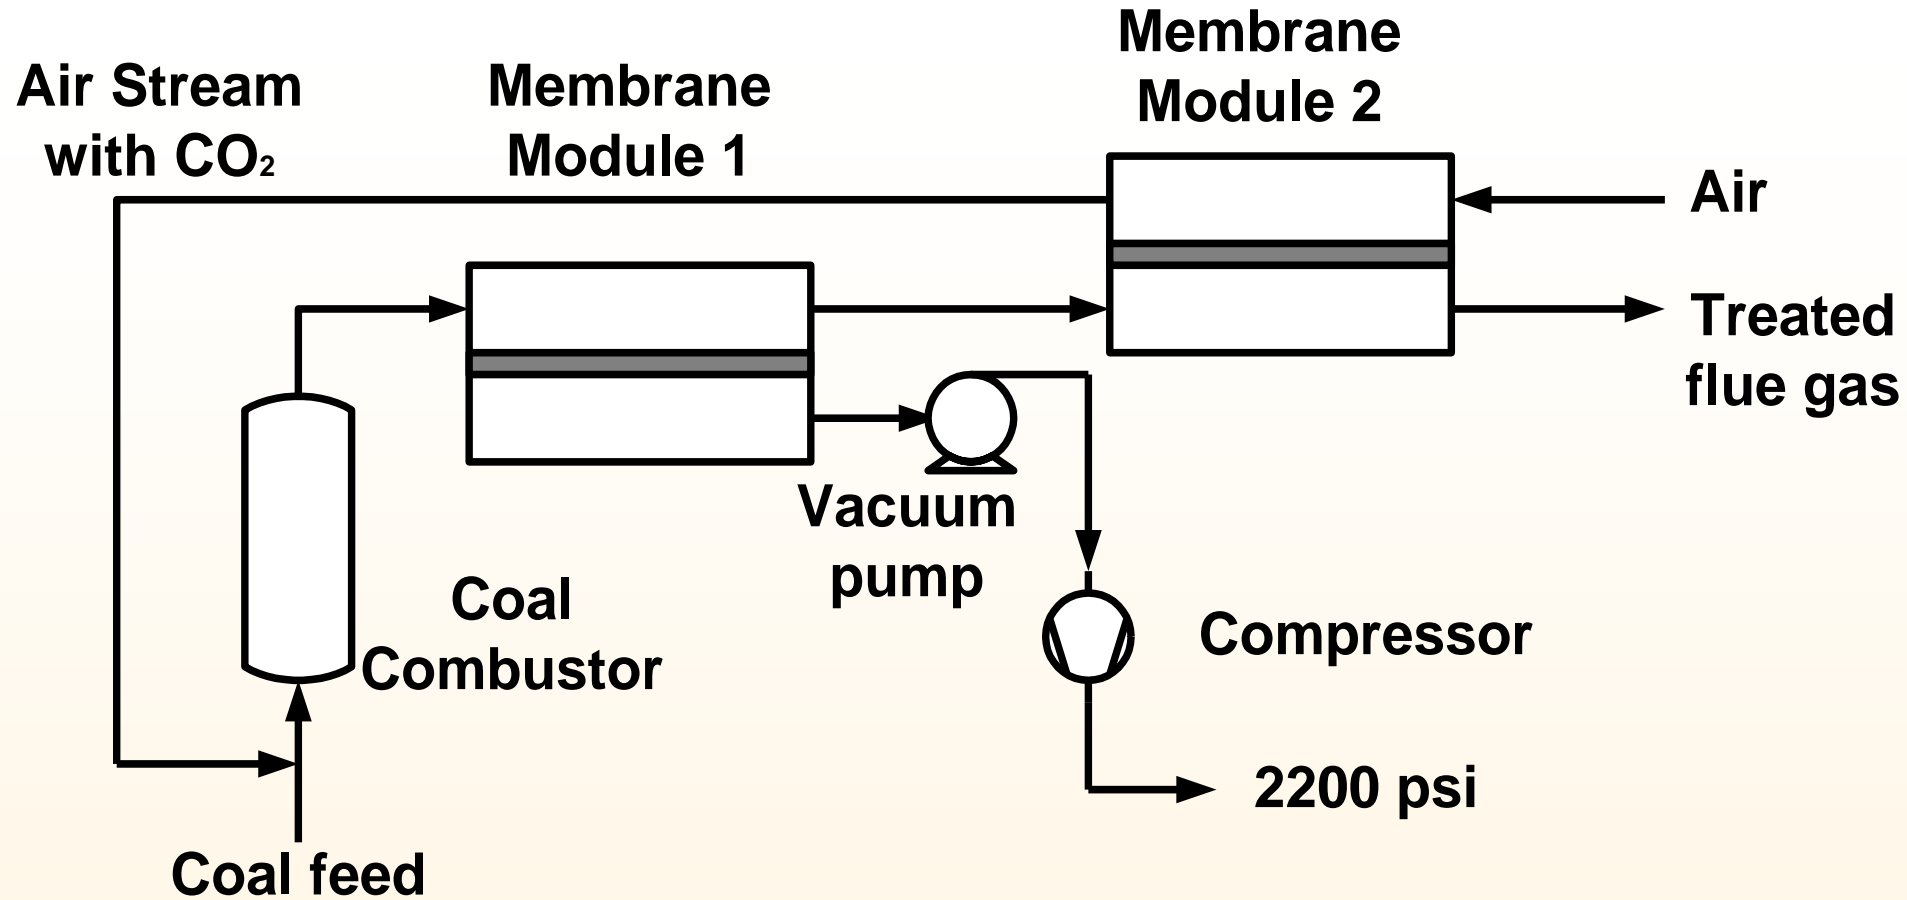 Membrane
Module 2
Air Stream
with CO₂
Membrane
Module 1
Air
Treated
flue gas
Vacuum
pump
Coal
Combustor
Compressor
2200 psi
Coal feed